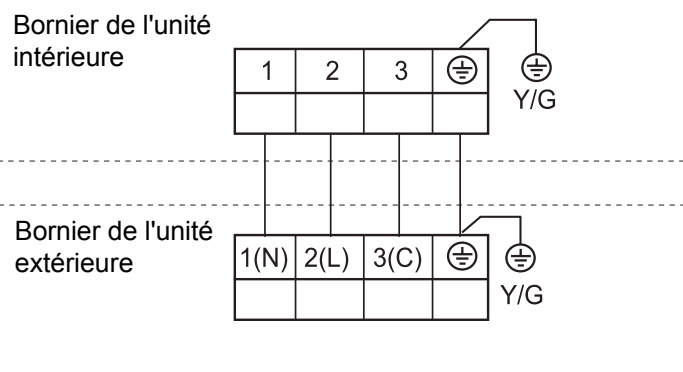 Bornier de l'unité
intérieure
1 2 3
Y/G
Bornier de l'unité
extérieure
1(N) 2(L) 3(C)
Y/G